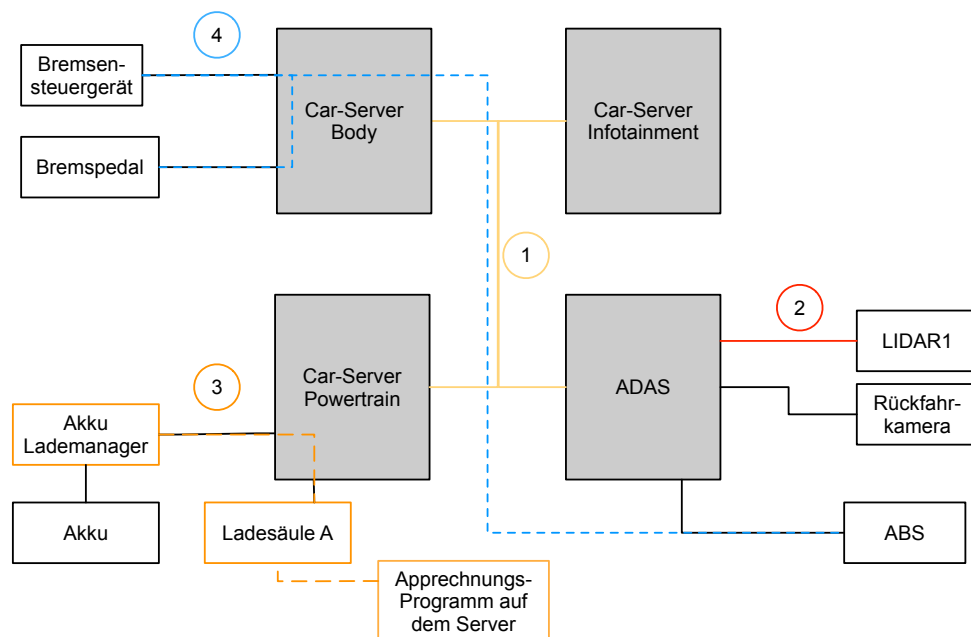 4
Bremsen-
steuergerät
Bremspedal
Car-Server
Body
Car-Server
Infotainment
1
2
LIDAR1
Rückfahr-
kamera
3
Car-Server
Powertrain
ADAS
Akku
Lademanager
Akku
Ladesäule A
ABS
Apprechnungs-
Programm auf
dem Server